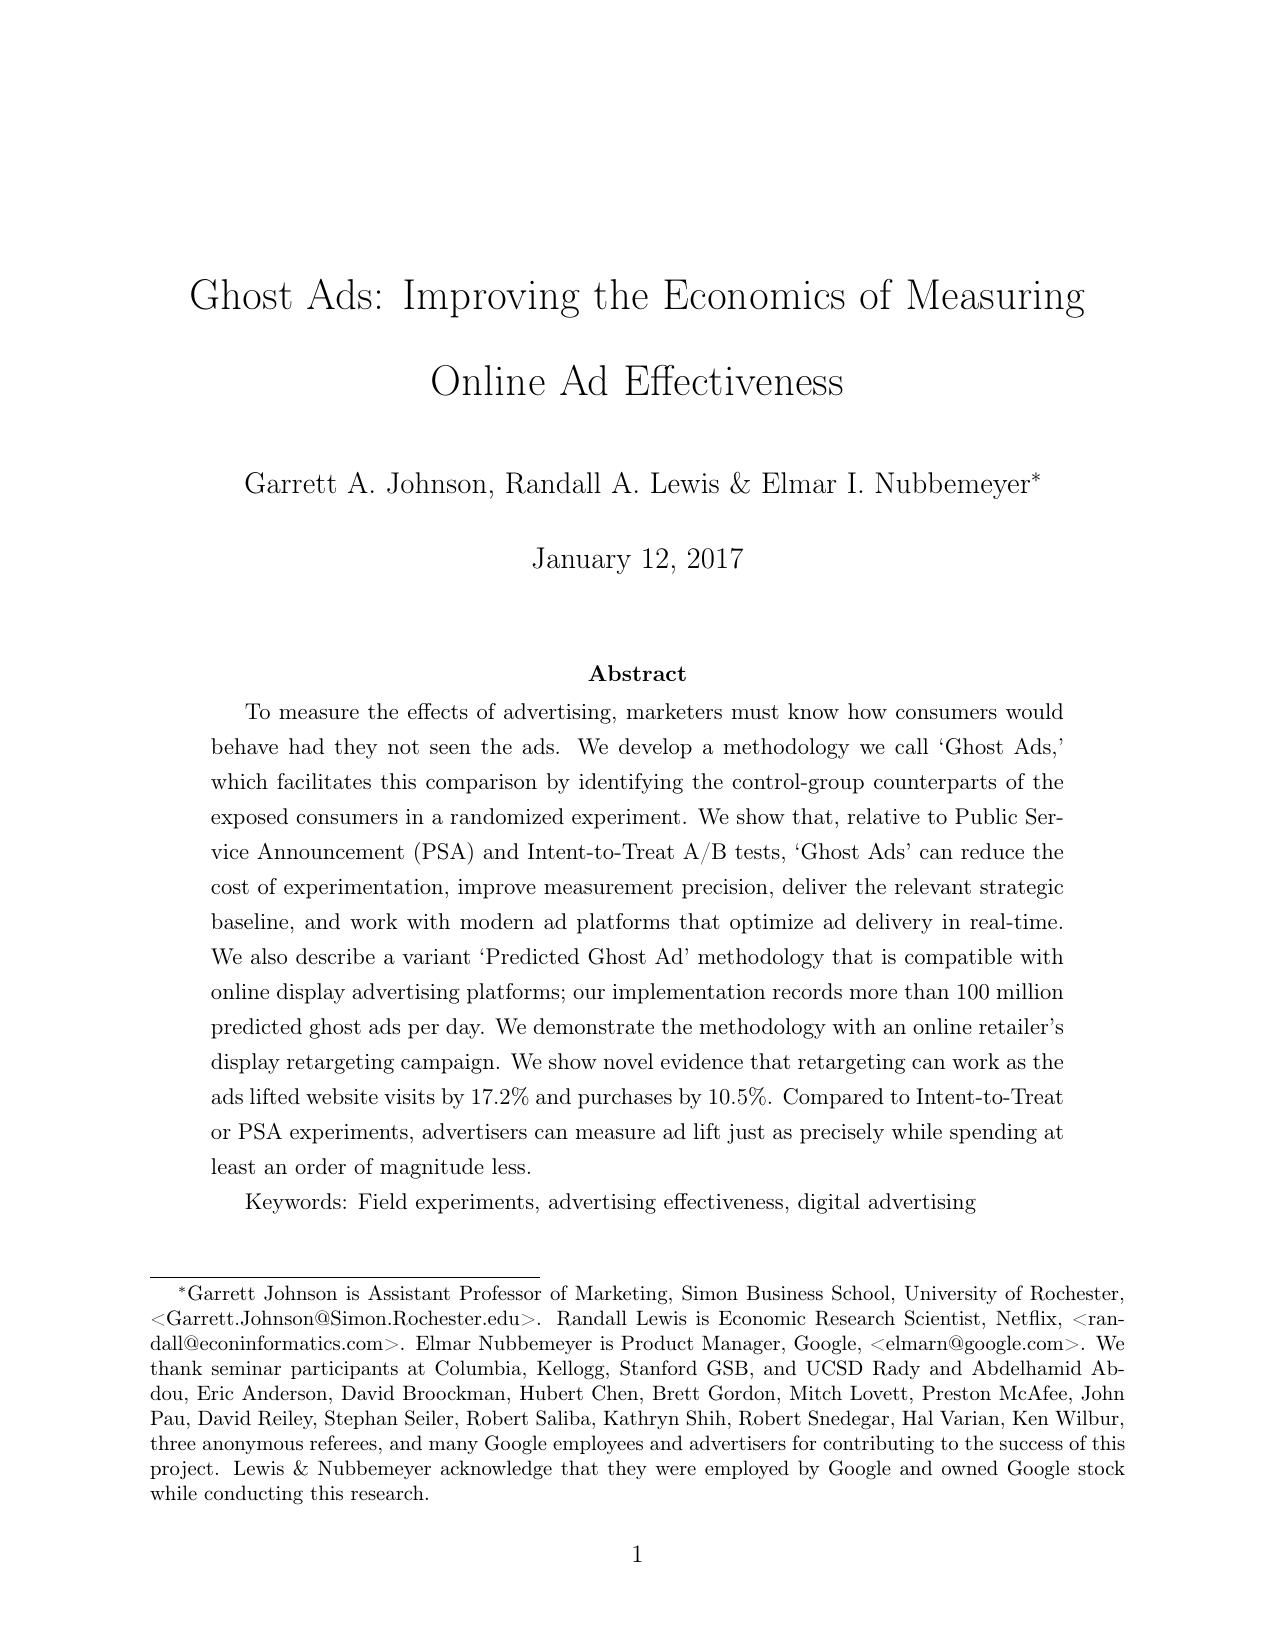 Ghost Ads: Improving the Economics of Measuring
Online Ad Effectiveness
Garrett A. Johnson, Randall A. Lewis & Elmar I. Nubbemeyer*
January 12, 2017
Abstract
To measure the effects of advertising, marketers must know how consumers would
behave had they not seen the ads. We develop a methodology we call ‘Ghost Ads,’
which facilitates this comparison by identifying the control-group counterparts of the
exposed consumers in a randomized experiment. We show that, relative to Public Ser-
vice Announcement (PSA) and Intent-to-Treat A/B tests, ‘Ghost Ads’ can reduce the
cost of experimentation, improve measurement precision, deliver the relevant strategic
baseline, and work with modern ad platforms that optimize ad delivery in real-time.
We also describe a variant ‘Predicted Ghost Ad’ methodology that is compatible with
online display advertising platforms; our implementation records more than 100 million
predicted ghost ads per day. We demonstrate the methodology with an online retailer’s
display retargeting campaign. We show novel evidence that retargeting can work as the
ads lifted website visits by 17.2% and purchases by 10.5%. Compared to Intent-to-Treat
or PSA experiments, advertisers can measure ad lift just as precisely while spending at
least an order of magnitude less.
Keywords: Field experiments, advertising effectiveness, digital advertising
*Garrett Johnson is Assistant Professor of Marketing, Simon Business School, University of Rochester,
<Garrett.Johnson@Simon.Rochester.edu>. Randall Lewis is Economic Research Scientist, Netflix, <ran-
dall@econinformatics.com>. Elmar Nubbemeyer is Product Manager, Google, <elmarn@google.com>. We
thank seminar participants at Columbia, Kellogg, Stanford GSB, and UCSD Rady and Abdelhamid Ab-
dou, Eric Anderson, David Broockman, Hubert Chen, Brett Gordon, Mitch Lovett, Preston McAfee, John
Pau, David Reiley, Stephan Seiler, Robert Saliba, Kathryn Shih, Robert Snedegar, Hal Varian, Ken Wilbur,
three anonymous referees, and many Google employees and advertisers for contributing to the success of this
project. Lewis & Nubbemeyer acknowledge that they were employed by Google and owned Google stock
while conducting this research.
1